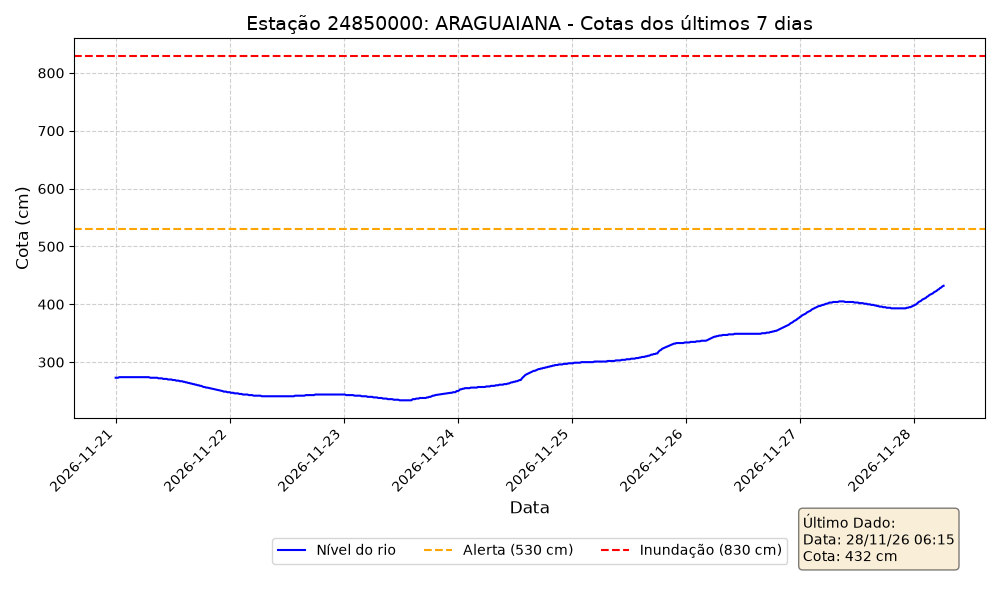 Estação 24850000: ARAGUAIANA - Cotas dos últimos 7 dias
Cota (cm)
800
700
600
500
400
300
2026-11-21
2026-11-22
2026-11-23
2026-11-24
2026-11-25
2026-11-26
2026-11-27
2026-11-28
Data
Nível do rio
Alerta (530 cm)
Inundação (830 cm)
Último Dado:
Data: 28/11/26 06:15
Cota: 432 cm